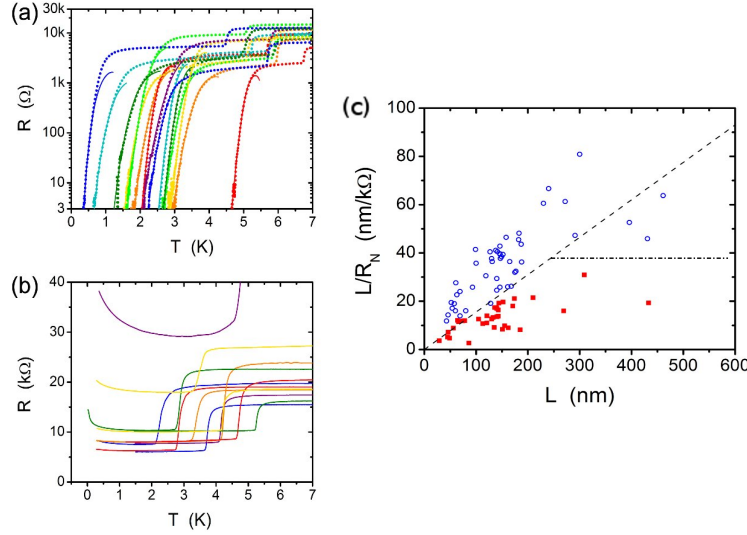 (a)
30k
10k
1k
100
10
3
R (Ω)
0 1 2 3 4 5 6 7
T (K)
(b)
40
30
20
10
0
R (kΩ)
0 1 2 3 4 5 6 7
T (K)
(c)
100
80
60
40
20
0
L/R_N (nm/kΩ)
0 100 200 300 400 500 600
L (nm)